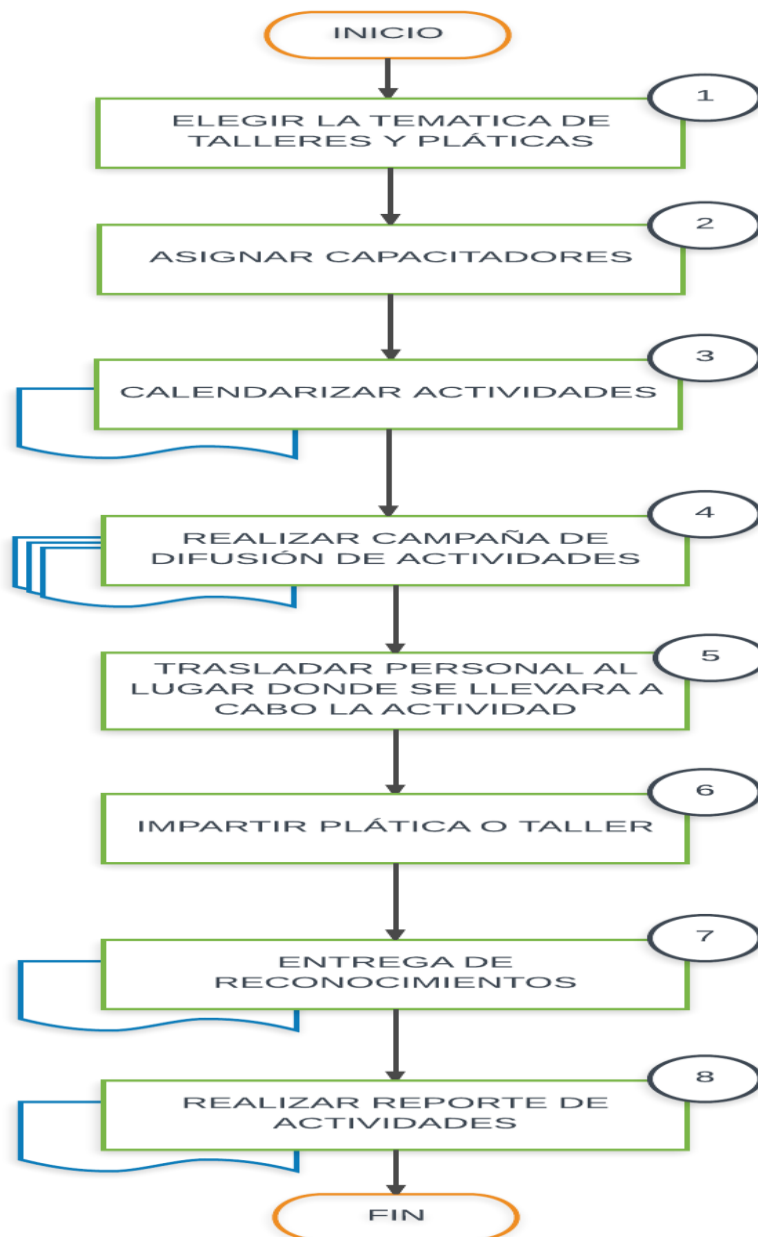 INICIO
1
ELEGIR LA TEMATICA DE
TALLERES Y PLÁTICAS
2
ASIGNAR CAPACITADORES
3
CALENDARIZAR ACTIVIDADES
4
REALIZAR CAMPAÑA DE
DIFUSIÓN DE ACTIVIDADES
5
TRASLADAR PERSONAL AL
LUGAR DONDE SE LLEVARA A
CABO LA ACTIVIDAD
6
IMPARTIR PLÁTICA O TALLER
7
ENTREGA DE
RECONOCIMIENTOS
8
REALIZAR REPORTE DE
ACTIVIDADES
FIN